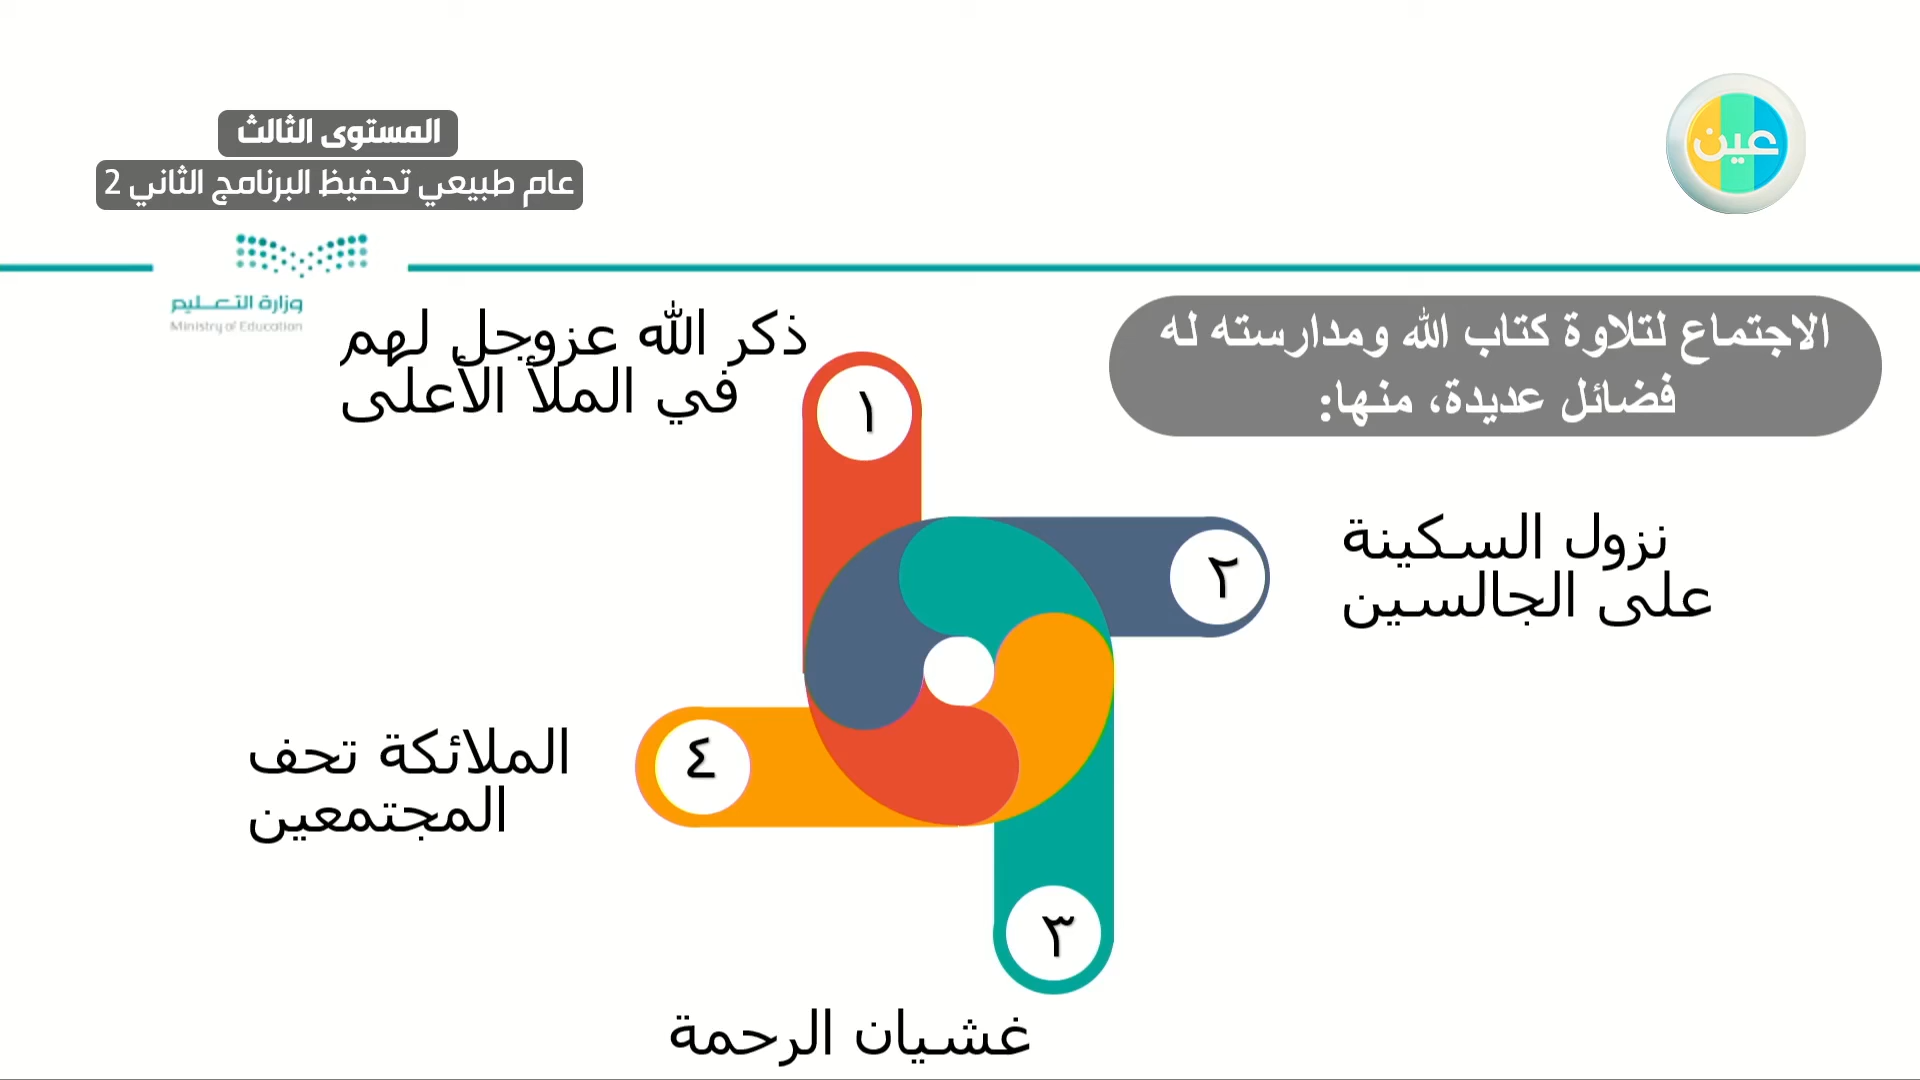 المستوى الثالث
عام طبيعي تحفيظ البرنامج الثاني 2
عين
وزارة التعليم
Ministry of Education
الاجتماع لتلاوة كتاب الله ومدارسته له
فضائل عديدة، منها:
ذكر الله عزوجل لهم
في الملأ الأعلى
١
٢
نزول السكينة
على الجالسين
الملائكة تحف
المجتمعين
٤
٣
غشيان الرحمة